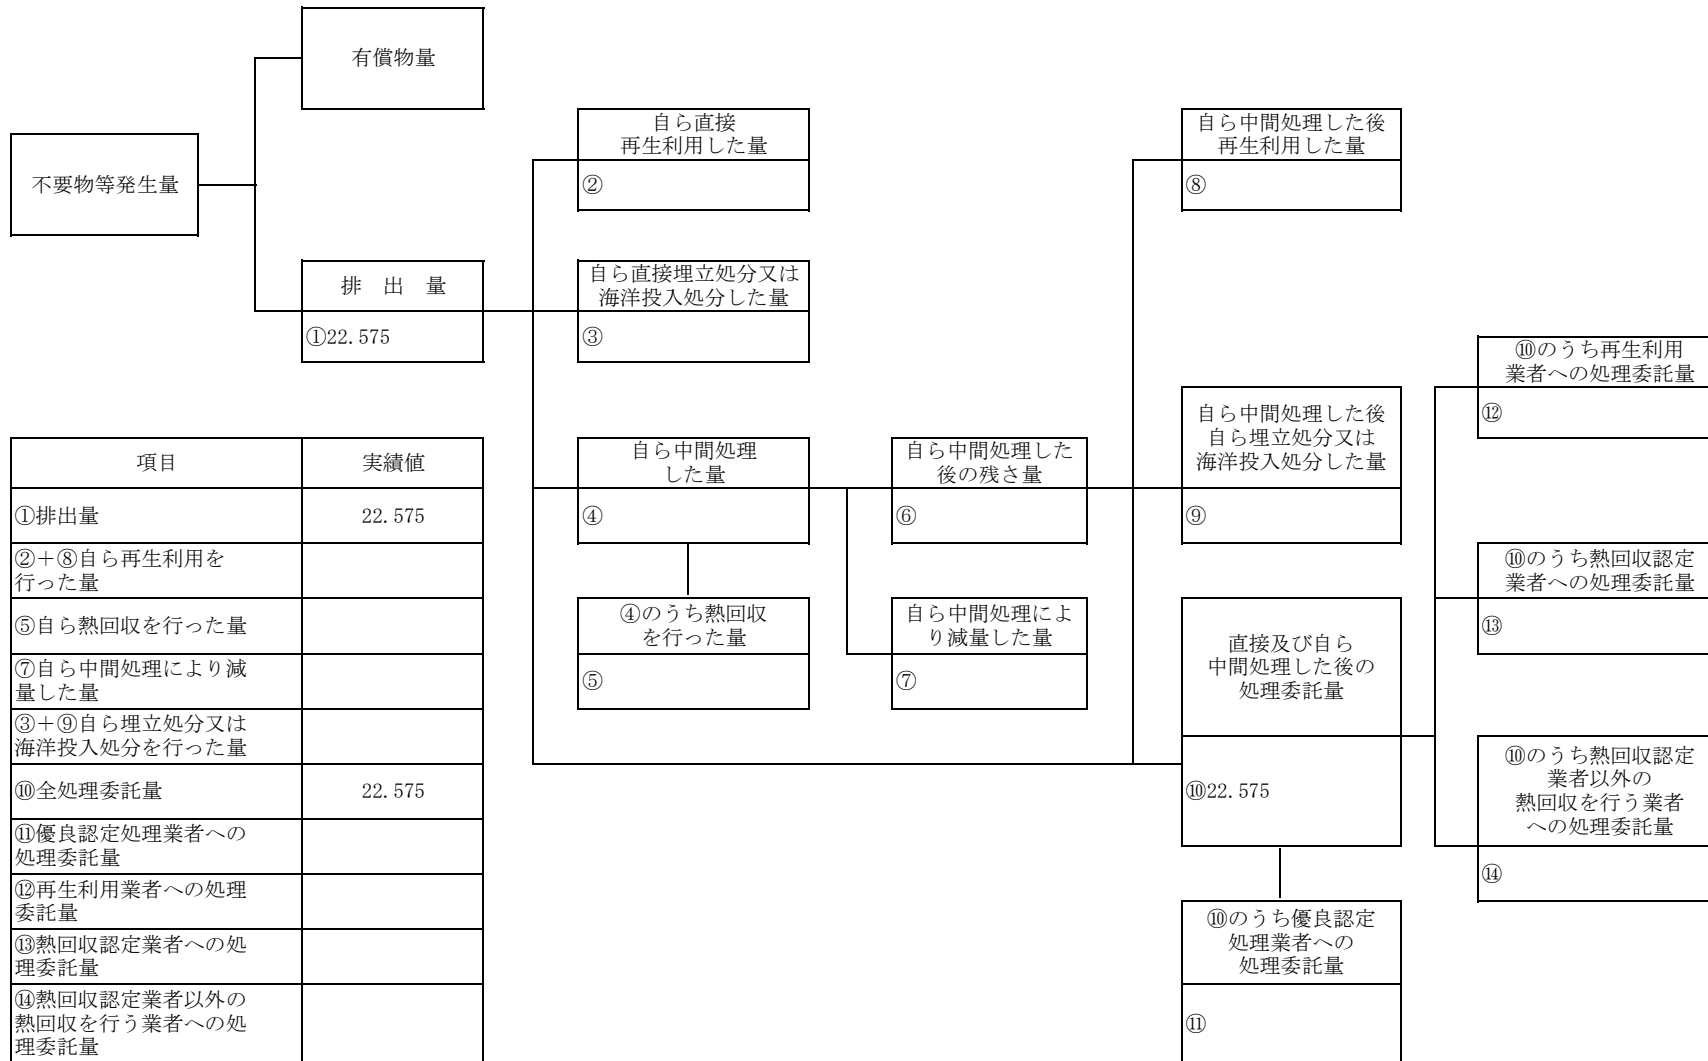 有償物量
不要物等発生量
排 出 量
①22.575
自ら直接
再生利用した量
②
自ら直接埋立処分又は
海洋投入処分した量
③
自ら中間処理
した量
④
④のうち熱回収
を行った量
⑤
自ら中間処理した
後の残さ量
⑥
自ら中間処理によ
り減量した量
⑦
自ら中間処理した後
再生利用した量
⑧
自ら中間処理した後
自ら埋立処分又は
海洋投入処分した量
⑨
直接及び自ら
中間処理した後の
処理委託量
⑩22.575
⑩のうち優良認定
処理業者への
処理委託量
⑪
⑩のうち再生利用
業者への処理委託量
⑫
⑩のうち熱回収認定
業者への処理委託量
⑬
⑩のうち熱回収認定
業者以外の
熱回収を行う業者
への処理委託量
⑭
項目 実績値
①排出量 22.575
②+⑧自ら再生利用を
行った量
⑤自ら熱回収を行った量
⑦自ら中間処理により減
量した量
③+⑨自ら埋立処分又は
海洋投入処分を行った量
⑩全処理委託量 22.575
⑪優良認定処理業者への
処理委託量
⑫再生利用業者への処理
委託量
⑬熱回収認定業者への処
理委託量
⑭熱回収認定業者以外の
熱回収を行う業者への処
理委託量